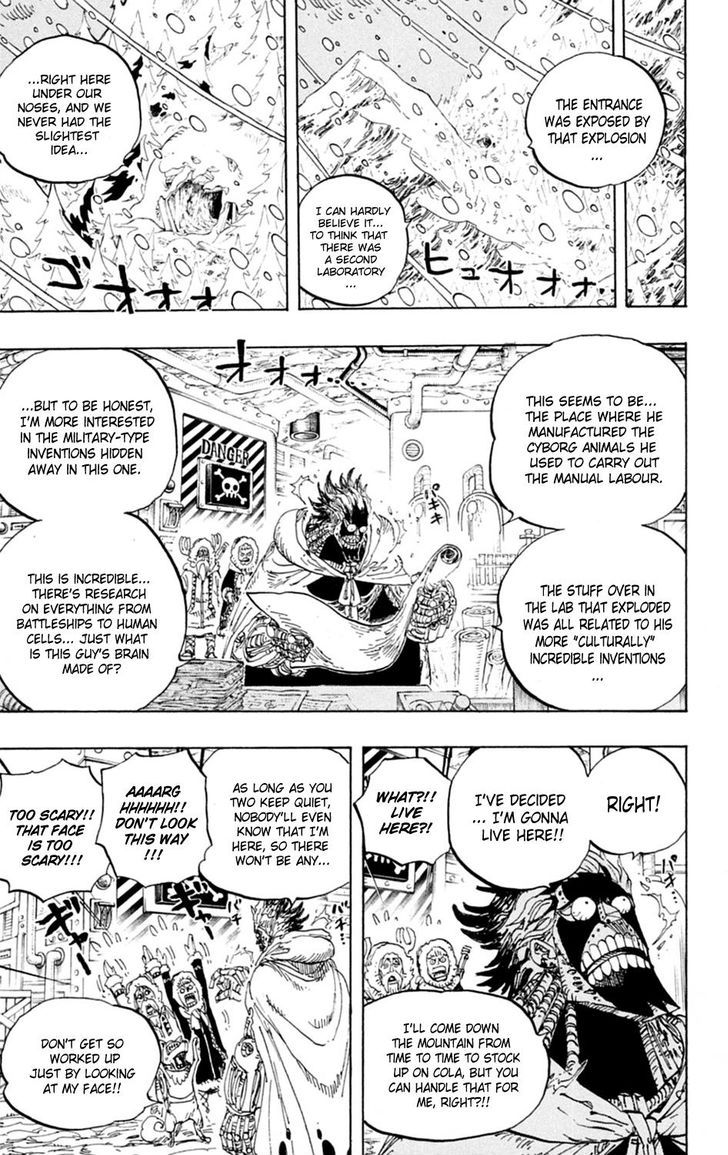 THE ENTRANCE
WAS EXPOSED BY
THAT EXPLOSION
...
I CAN HARDLY
BELIEVE IT...
TO THINK THAT
THERE WAS
A SECOND
LABORATORY
...
ヒュオオオォ...
...RIGHT HERE
UNDER OUR
NOSES, AND WE
NEVER HAD THE
SLIGHTEST
IDEA...
ゴオオオォ
THIS SEEMS TO BE...
THE PLACE WHERE HE
MANUFACTURED THE
CYBORG ANIMALS HE
USED TO CARRY OUT
THE MANUAL LABOUR.
THE STUFF OVER IN
THE LAB THAT EXPLODED
WAS ALL RELATED TO HIS
MORE "CULTURALLY"
INCREDIBLE INVENTIONS
...
オオオ...
DANGER
...BUT TO BE HONEST,
I'M MORE INTERESTED
IN THE MILITARY-TYPE
INVENTIONS HIDDEN
AWAY IN THIS ONE.
THIS IS INCREDIBLE...
THERE'S RESEARCH
ON EVERYTHING FROM
BATTLESHIPS TO HUMAN
CELLS... JUST WHAT
IS THIS GUY'S BRAIN
MADE OF?
RIGHT!
I'VE DECIDED
... I'M GONNA
LIVE HERE!!
WHAT?!!
LIVE
HERE?!
I'LL COME DOWN
THE MOUNTAIN FROM
TIME TO TIME TO STOCK
UP ON COLA, BUT YOU
CAN HANDLE THAT FOR
ME, RIGHT?!!
AS LONG AS YOU
TWO KEEP QUIET,
NOBODY'LL EVEN
KNOW THAT I'M
HERE, SO THERE
WON'T BE ANY...
AAAARG
HHHHHH!!
DON'T LOOK
THIS WAY
!!!
TOO SCARY!!
THAT FACE
IS TOO
SCARY!!!
ギャー
ギャー
DON'T GET SO
WORKED UP
JUST BY LOOKING
AT MY FACE!!